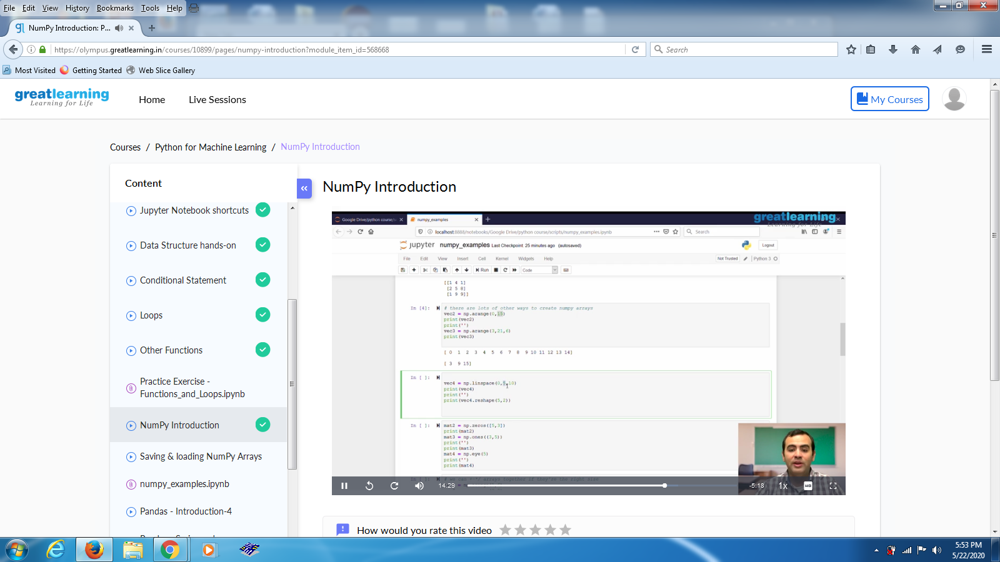 File Edit View History Bookmarks Tools Help
gl NumPy Introduction: P...
https://olympus.greatlearning.in/courses/10899/pages/numpy-introduction?module_item_id=568668
Search
Most Visited Getting Started Web Slice Gallery
greatlearning
Learning for Life
Home Live Sessions
My Courses
Courses / Python for Machine Learning / NumPy Introduction
Content
Jupyter Notebook shortcuts
Data Structure hands-on
Conditional Statement
Loops
Other Functions
Practice Exercise -
Functions_and_Loops.ipynb
NumPy Introduction
Saving & loading NumPy Arrays
numpy_examples.ipynb
Pandas - Introduction-4
NumPy Introduction
Google Drive/python course/ numpy_examples
greatlearning
Learning for Life
localhost:8888/notebooks/Google Drive/python course/scripts/numpy_examples.ipynb
Search
jupyter numpy_examples Last Checkpoint: 25 minutes ago (autosaved)
Logout
File Edit View Insert Cell Kernel Widgets Help
Not Trusted Python 3
Run Code
[[1 4 1]
[2 5 8]
[1 9 9]]
In [4]: # there are lots of other ways to create numpy arrays
vec2 = np.arange(0,15)
print(vec2)
print('')
vec3 = np.arange(3,21,6)
print(vec3)
[ 0 1 2 3 4 5 6 7 8 9 10 11 12 13 14]
[ 3 9 15]
In [ ]:
vec4 = np.linspace(0,5,10)
print(vec4)
print('')
print(vec4.reshape(5,2))
In [ ]: mat2 = np.zeros([5,3])
print(mat2)
mat3 = np.ones((3,5))
print('')
print(mat3)
mat4 = np.eye(5)
print('')
print(mat4)
14:29 -5:18 1x HD
How would you rate this video
5:53 PM
5/22/2020